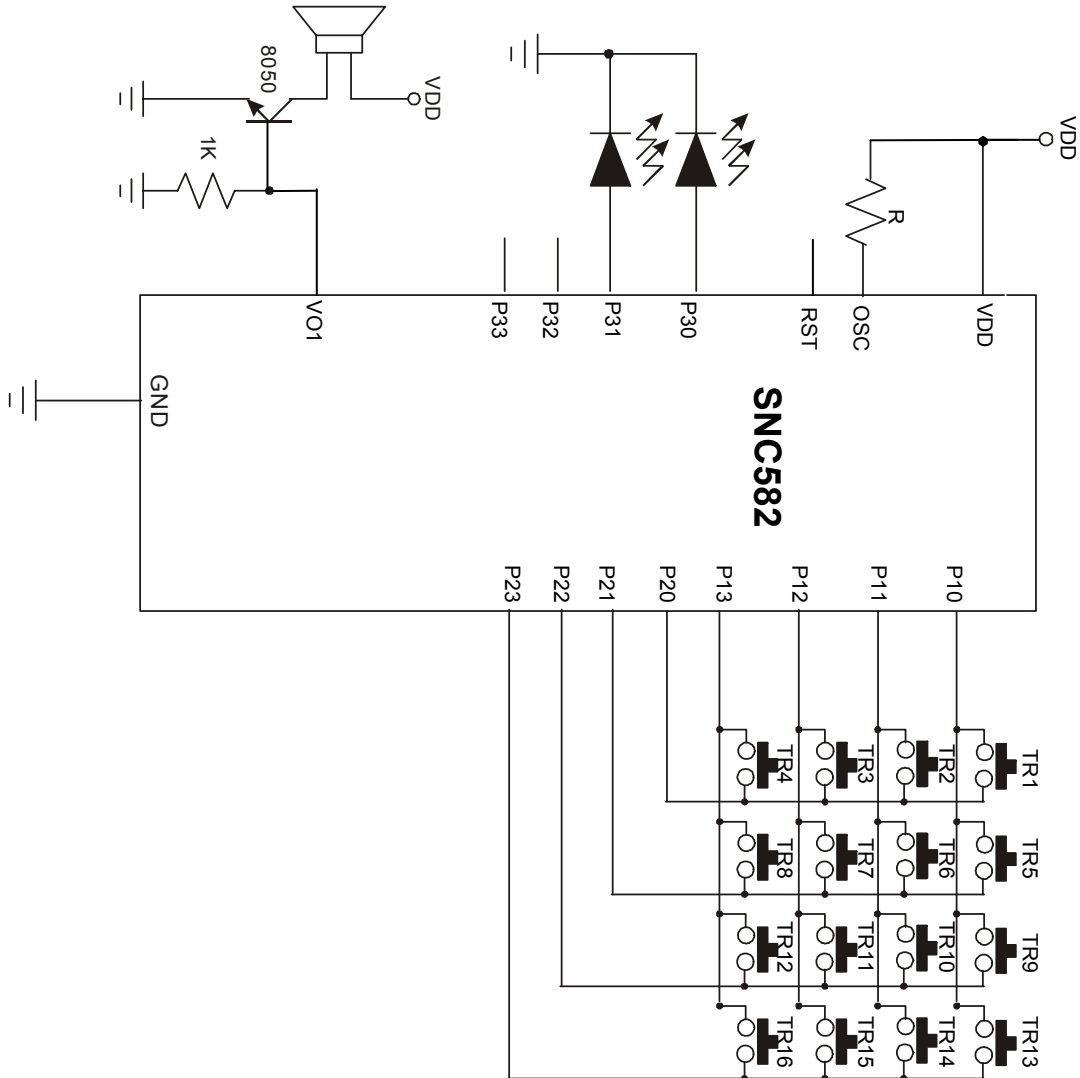 VDD
8050
VDD
1K
R
VO1
P33
P32
P31
P30
RST
OSC
VDD
GND
SNC582
P23
P22
P21
P20
P13
P12
P11
P10
TR4
TR3
TR2
TR1
TR8
TR7
TR6
TR5
TR12
TR11
TR10
TR9
TR16
TR15
TR14
TR13